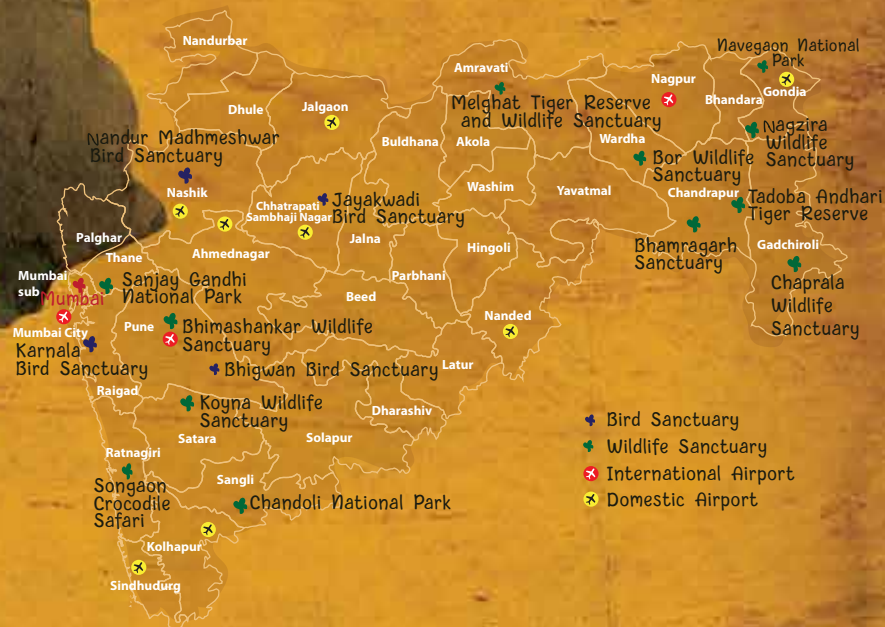 Nandurbar
Navegaon National
Park
Amravati
Nagpur
Gondia
Bhandara
Dhule
Jalgaon
Melghat Tiger Reserve
and Wildlife Sanctuary
Buldhana
Akola
Wardha
Nagzira
Wildlife
Sanctuary
Nandur Madhmeshwar
Bird Sanctuary
Bor Wildlife
Sanctuary
Nashik
Washim
Yavatmal
Chandrapur
Tadoba Andhari
Tiger Reserve
Chhatrapati
Sambhaji Nagar
Jayakwadi
Bird Sanctuary
Palghar
Jalna
Hingoli
Bhamragarh
Sanctuary
Gadchiroli
Thane
Ahmednagar
Parbhani
Chaprala
Wildlife
Sanctuary
Mumbai
sub
Mumbai
Sanjay Gandhi
National Park
Beed
Nanded
Mumbai City
Pune
Bhimashankar Wildlife
Sanctuary
Karnala
Bird Sanctuary
Bhigwan Bird Sanctuary
Latur
Raigad
Koyna Wildlife
Sanctuary
Dharashiv
Satara
Solapur
Bird Sanctuary
Wildlife Sanctuary
International Airport
Domestic Airport
Ratnagiri
Songaon
Crocodile
Safari
Sangli
Chandoli National Park
Kolhapur
Sindhudurg